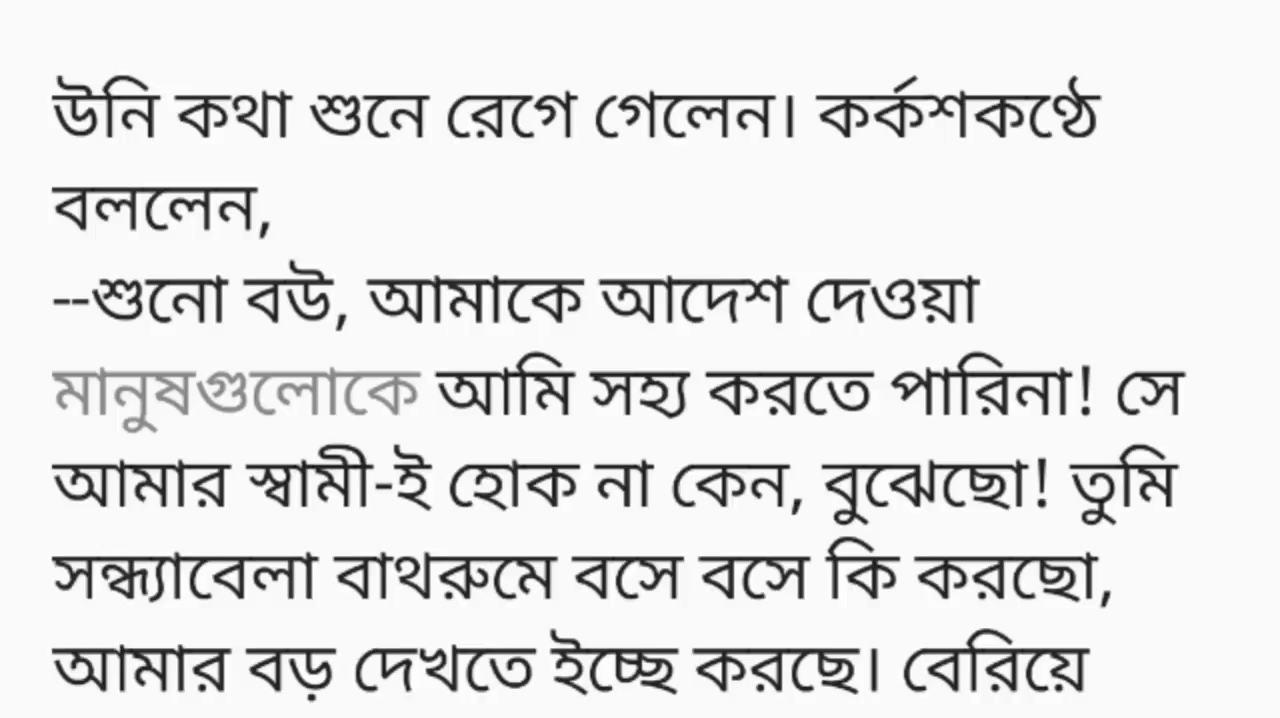 উনি কথা শুনে রেগে গেলেন। কর্কশকণ্ঠে
বললেন,
--শুনো বউ, আমাকে আদেশ দেওয়া
মানুষগুলোকে আমি সহ্য করতে পারিনা! সে
আমার স্বামী-ই হোক না কেন, বুঝেছো! তুমি
সন্ধ্যাবেলা বাথরুমে বসে বসে কি করছো,
আমার বড় দেখতে ইচ্ছে করছে। বেরিয়ে